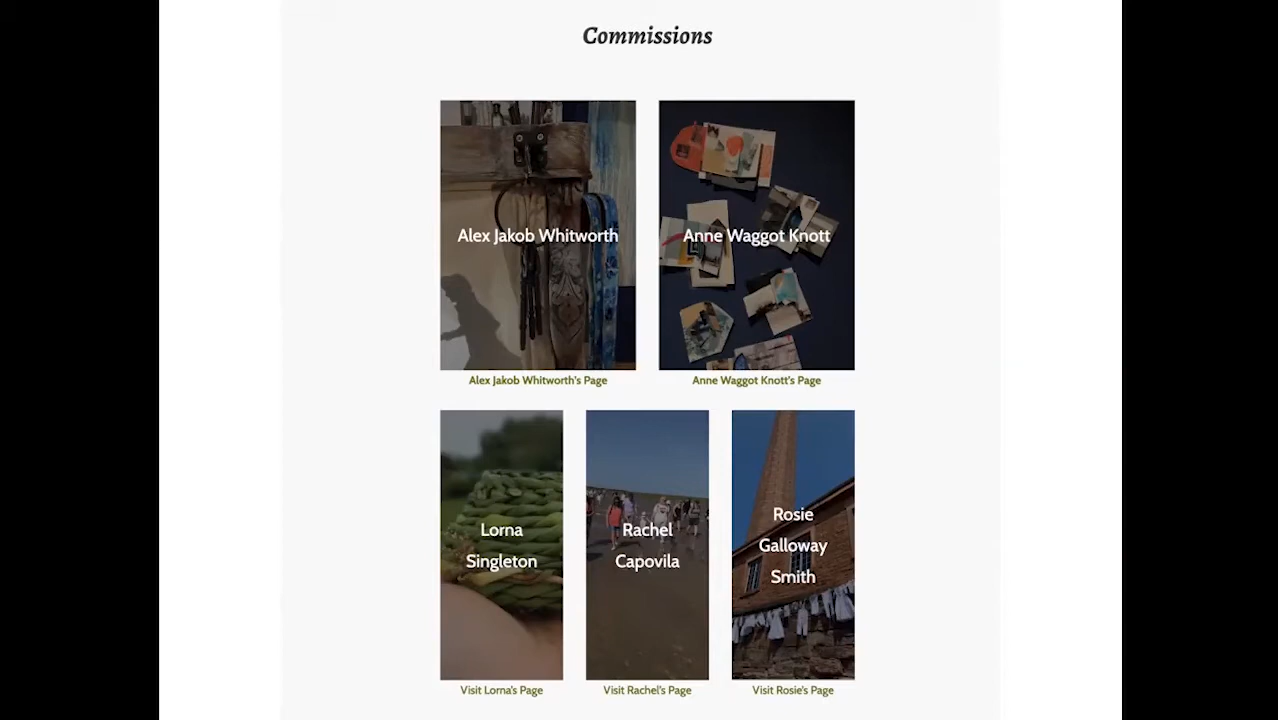 Commissions
Alex Jakob Whitworth
Anne Waggot Knott
Alex Jakob Whitworth's Page
Anne Waggot Knott's Page
Lorna
Singleton
Rachel
Capovila
Rosie
Galloway
Smith
Visit Lorna's Page
Visit Rachel's Page
Visit Rosie's Page